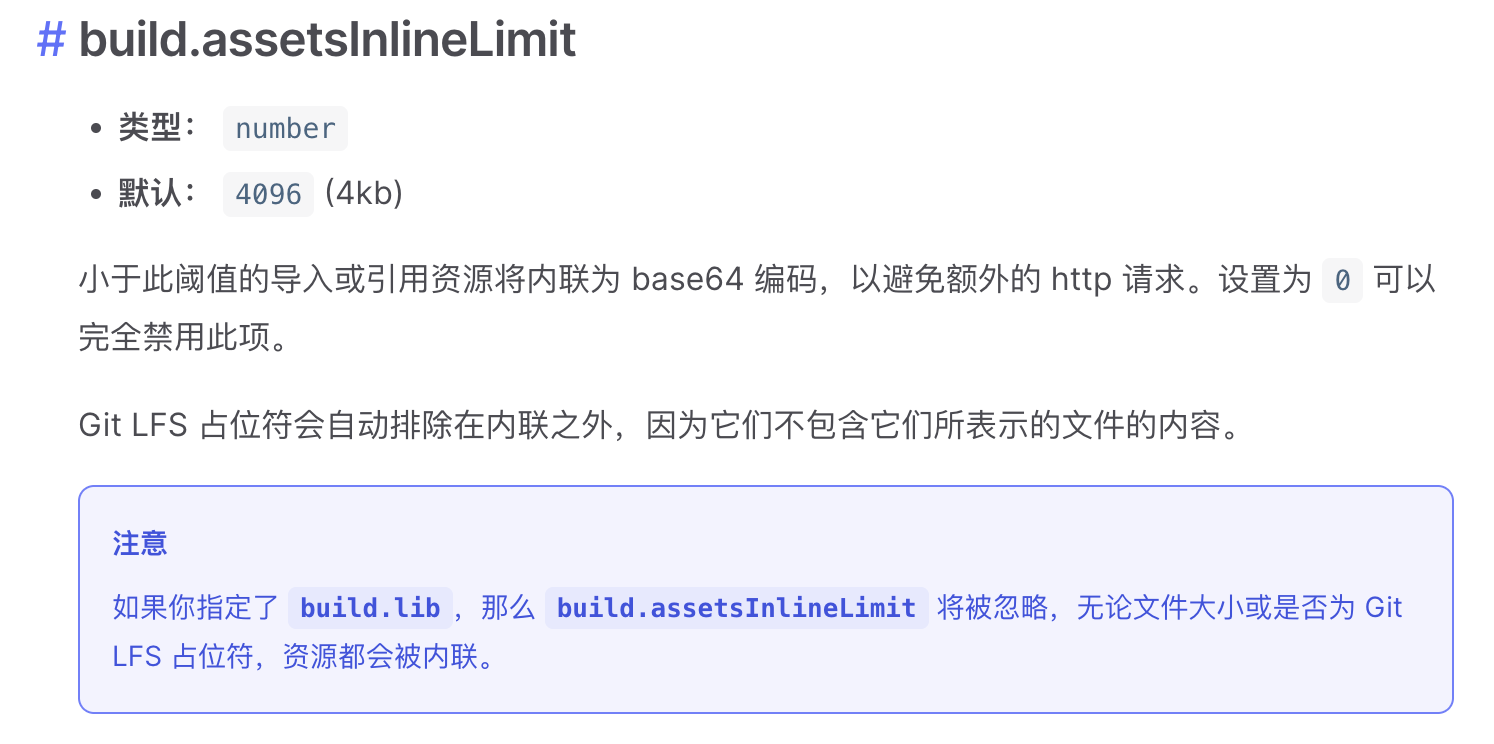 # build.assetsInlineLimit
• 类型： number
• 默认： 4096 (4kb)
小于此阈值的导入或引用资源将内联为 base64 编码，以避免额外的 http 请求。设置为 0 可以
完全禁用此项。
Git LFS 占位符会自动排除在内联之外，因为它们不包含它们所表示的文件的内容。
注意
如果你指定了 build.lib，那么 build.assetsInlineLimit 将被忽略，无论文件大小或是否为 Git
LFS 占位符，资源都会被内联。